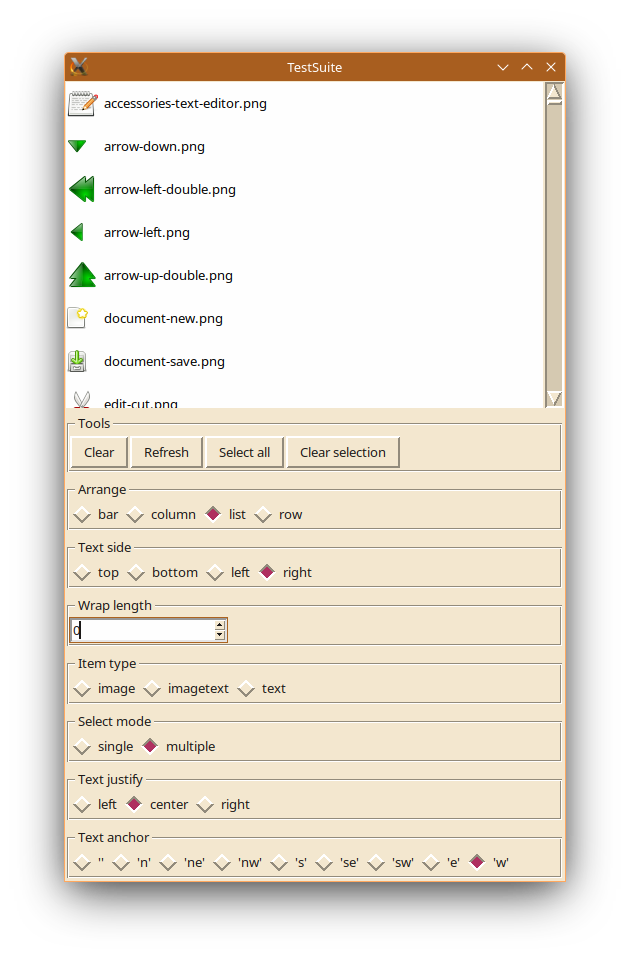 TestSuite
accessories-text-editor.png
arrow-down.png
arrow-left-double.png
arrow-left.png
arrow-up-double.png
document-new.png
document-save.png
edit-cut.png
Tools
Clear Refresh Select all Clear selection
Arrange
bar column list row
Text side
top bottom left right
Wrap length
0
Item type
image imagetext text
Select mode
single multiple
Text justify
left center right
Text anchor
'' 'n' 'ne' 'nw' 's' 'se' 'sw' 'e' 'w'